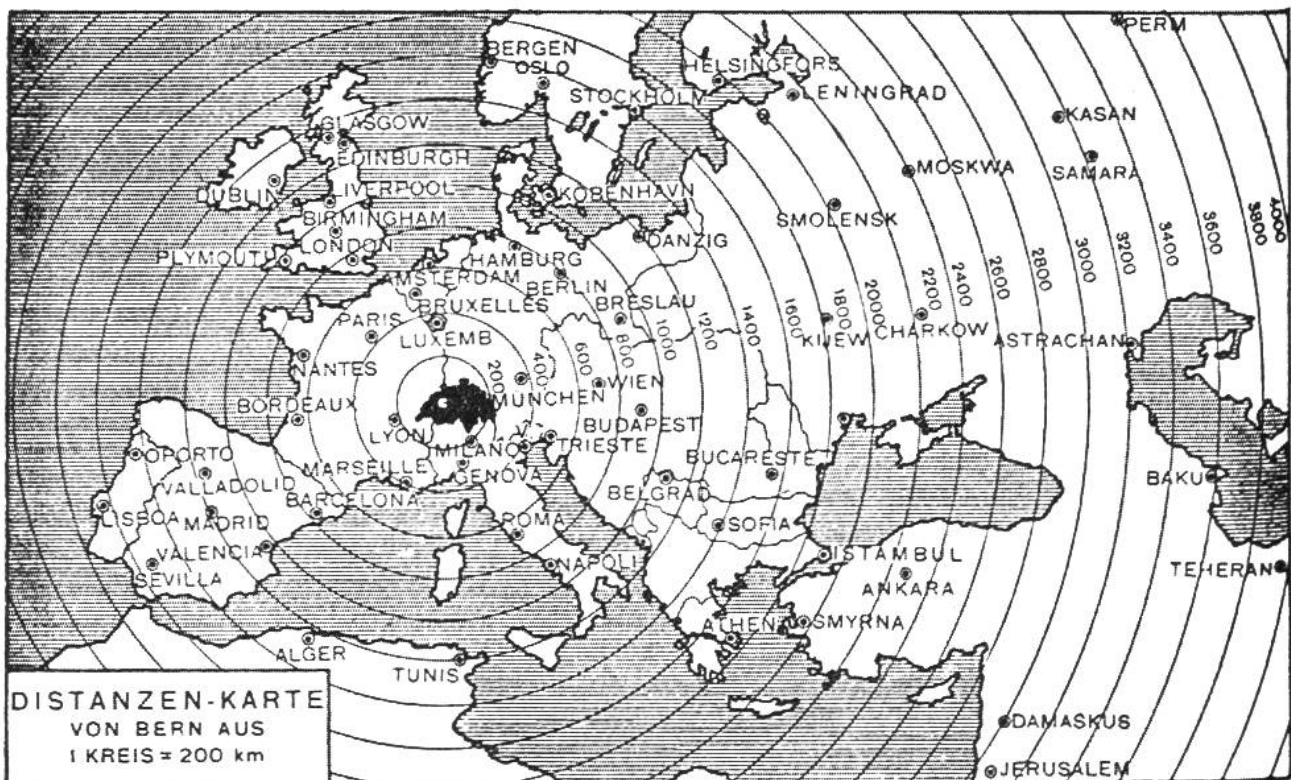 PERM
BERGEN
OSLO
HELSINGFORS
STOCKHOLM
LENINGRAD
KASAN
GLASGOW
EDINBURGH
MOSKWA
SAMARA
DUBLIN
LIVERPOOL
KÖBENHAVN
SMOLENSK
BIRMINGHAM
LONDON
PLYMOUTH
DANZIG
HAMBURG
AMSTERDAM
BERLIN
BRUXELLES
BRESLAU
PARIS
LUXEMB
KIJEW
CHARKOW
ASTRACHAN
200
400
600
800
1000
1200
1400
1600
1800
2000
2200
2400
2600
2800
3000
3200
3400
3600
3800
4000
NANTES
MÜNCHEN
WIEN
BORDEAUX
LYON
BUDAPEST
MILANO
TRIESTE
OPORTO
MARSEILLE
GENOVA
BUCARESTE
VALLADOLID
BARCELONA
BELGRAD
BAKU
LISBOA
MADRID
ROMA
SOFIA
VALENCIA
NAPOLI
ISTAMBUL
SEVILLA
ANKARA
TEHERAN
ATHEN
SMYRNA
ALGER
TUNIS
DAMASKUS
JERUSALEM
DISTANZEN-KARTE
VON BERN AUS
1 KREIS = 200 km